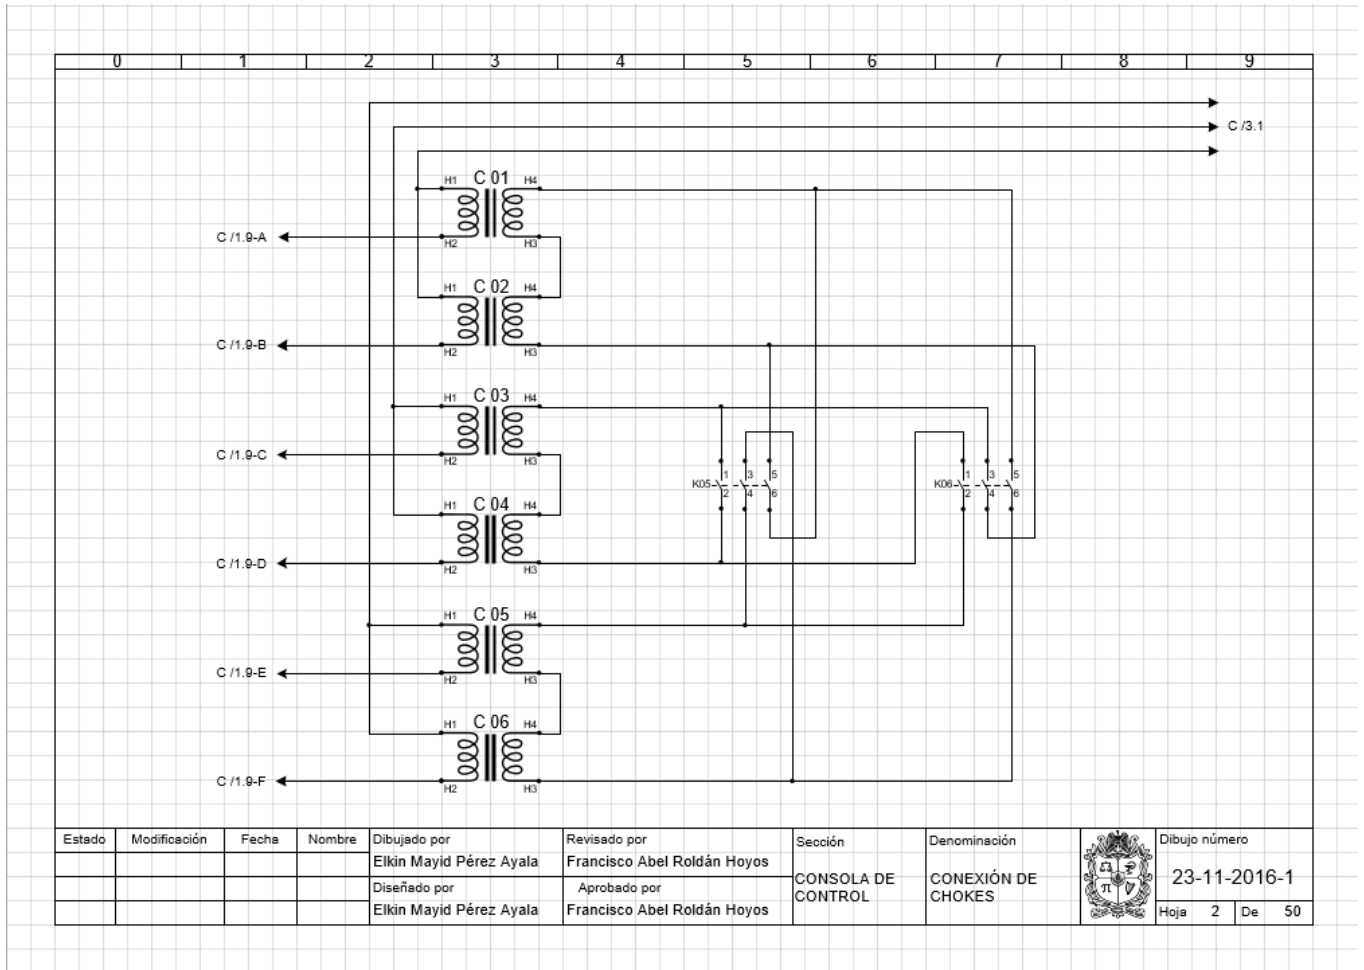 0 1 2 3 4 5 6 7 8 9
C /3.1
H1 C 01 H4
C /1.9-A
H2 H3
H1 C 02 H4
C /1.9-B
H2 H3
H1 C 03 H4
C /1.9-C
H2 H3
1 3 5
K05
2 4 6
1 3 5
K06
2 4 6
H1 C 04 H4
C /1.9-D
H2 H3
H1 C 05 H4
C /1.9-E
H2 H3
H1 C 06 H4
C /1.9-F
H2 H3
Estado Modificación Fecha Nombre
Dibujado por
Elkin Mayid Pérez Ayala
Diseñado por
Elkin Mayid Pérez Ayala
Revisado por
Francisco Abel Roldán Hoyos
Aprobado por
Francisco Abel Roldán Hoyos
Sección
CONSOLA DE
CONTROL
Denominación
CONEXIÓN DE
CHOKES
Dibujo número
23-11-2016-1
Hoja 2 De 50